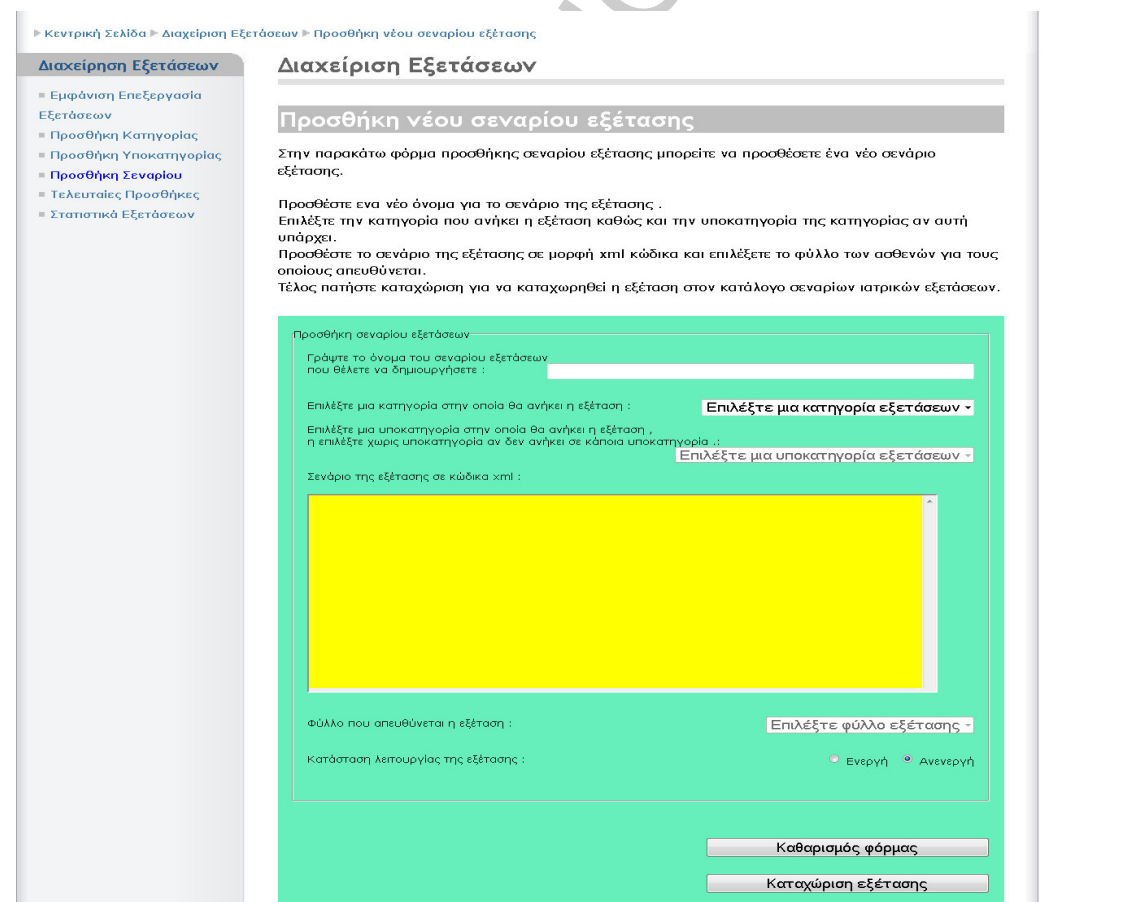 Κεντρική Σελίδα Διαχείριση Εξετάσεων Προσθήκη νέου σεναρίου εξέτασης
Διαχείρηση Εξετάσεων
Εμφάνιση Επεξεργασία
Εξετάσεων
Προσθήκη Κατηγορίας
Προσθήκη Υποκατηγορίας
Προσθήκη Σεναρίου
Τελευταίες Προσθήκες
Στατιστικά Εξετάσεων
Διαχείριση Εξετάσεων
Προσθήκη νέου σεναρίου εξέτασης
Στην παρακάτω φόρμα προσθήκης σεναρίου εξέτασης μπορείτε να προσθέσετε ένα νέο σενάριο
εξέτασης.
Προσθέστε ενα νέο όνομα για το σενάριο της εξέτασης .
Επιλέξτε την κατηγορία που ανήκει η εξέταση καθώς και την υποκατηγορία της κατηγορίας αν αυτή
υπάρχει.
Προσθέστε το σενάριο της εξέτασης σε μορφή xml κώδικα και επιλέξετε το φύλλο των ασθενών για τους
οποίους απευθύνεται.
Τέλος πατήστε καταχώριση για να καταχωρηθεί η εξέταση στον κατάλογο σεναρίων ιατρικών εξετάσεων.
Προσθήκη σεναρίου εξετάσεων
Γράψτε το όνομα του σεναρίου εξετάσεων
που θέλετε να δημιουργήσετε :
Επιλέξτε μια κατηγορία στην οποία θα ανήκει η εξέταση :
Επιλέξτε μια κατηγορία εξετάσεων
Επιλέξτε μια υποκατηγορία στην οποία θα ανήκει η εξέταση ,
η επιλέξτε χωρις υποκατηγορία αν δεν ανήκει σε κάποια υποκατηγορία .:
Επιλέξτε μια υποκατηγορία εξετάσεων
Σενάριο της εξέτασης σε κώδικα xml :
Φύλλο που απευθύνεται η εξέταση :
Επιλέξτε φύλλο εξέτασης
Κατάσταση λειτουργίας της εξέτασης :
Ενεργή Ανενεργή
Καθαρισμός φόρμας
Καταχώριση εξέτασης